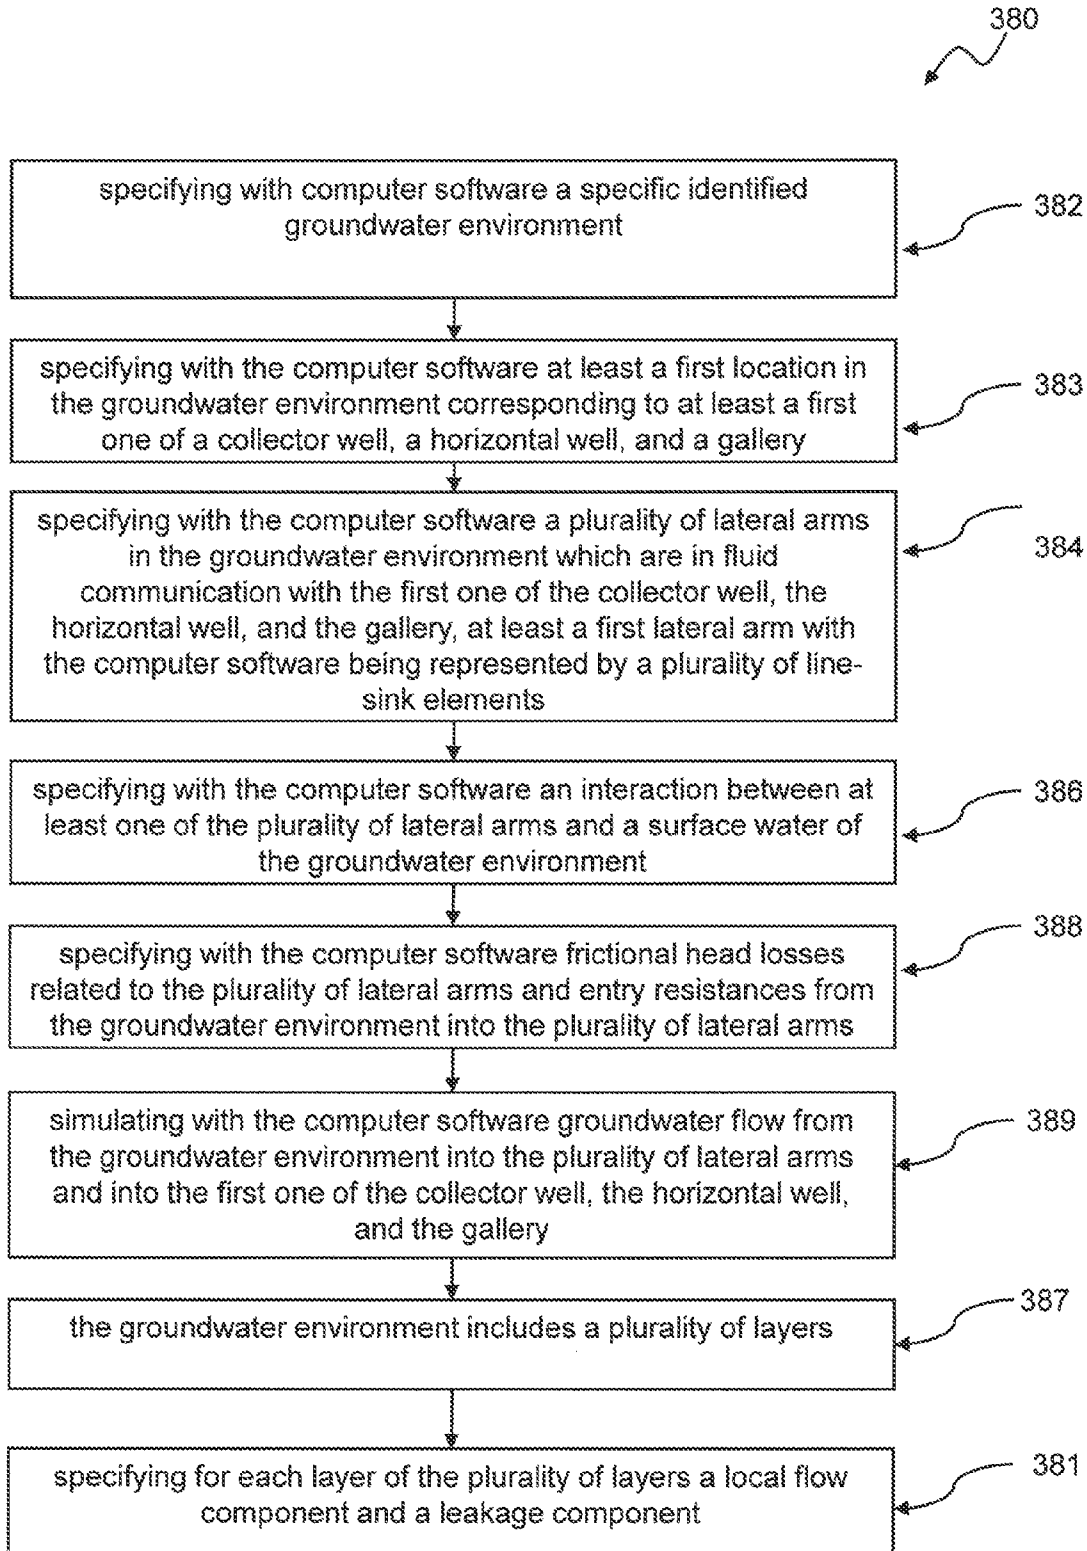 380
specifying with computer software a specific identified
groundwater environment
382
specifying with the computer software at least a first location in
the groundwater environment corresponding to at least a first
one of a collector well, a horizontal well, and a gallery
383
specifying with the computer software a plurality of lateral arms
in the groundwater environment which are in fluid
communication with the first one of the collector well, the
horizontal well, and the gallery, at least a first lateral arm with
the computer software being represented by a plurality of line-
sink elements
384
specifying with the computer software an interaction between at
least one of the plurality of lateral arms and a surface water of
the groundwater environment
386
specifying with the computer software frictional head losses
related to the plurality of lateral arms and entry resistances from
the groundwater environment into the plurality of lateral arms
388
simulating with the computer software groundwater flow from
the groundwater environment into the plurality of lateral arms
and into the first one of the collector well, the horizontal well,
and the gallery
389
the groundwater environment includes a plurality of layers
387
specifying for each layer of the plurality of layers a local flow
component and a leakage component
381